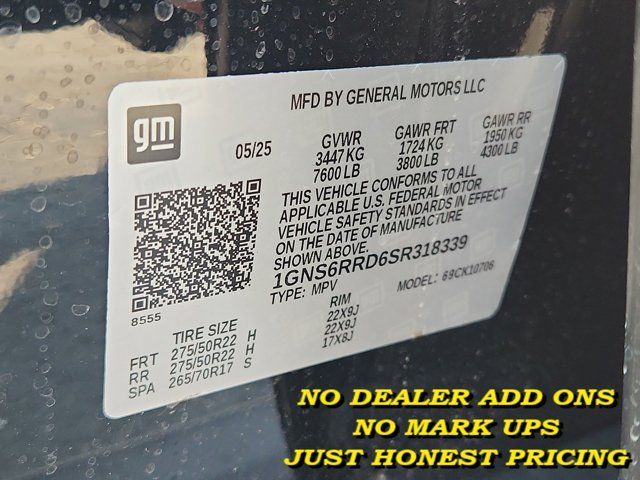 gm
MFD BY GENERAL MOTORS LLC
05/25
GVWR
3447 KG
7600 LB
GAWR FRT
1724 KG
3800 LB
GAWR RR
1950 KG
4300 LB
THIS VEHICLE CONFORMS TO ALL
APPLICABLE U.S. FEDERAL MOTOR
VEHICLE SAFETY STANDARDS IN EFFECT
ON THE DATE OF MANUFACTURE
SHOWN ABOVE.
1GNS6RRD6SR318339
TYPE: MPV
MODEL: 69CK10706
8555
TIRE SIZE
RIM
FRT 275/50R22 H 22X9J
RR 275/50R22 H 22X9J
SPA 265/70R17 S 17X8J
NO DEALER ADD ONS
NO MARK UPS
JUST HONEST PRICING